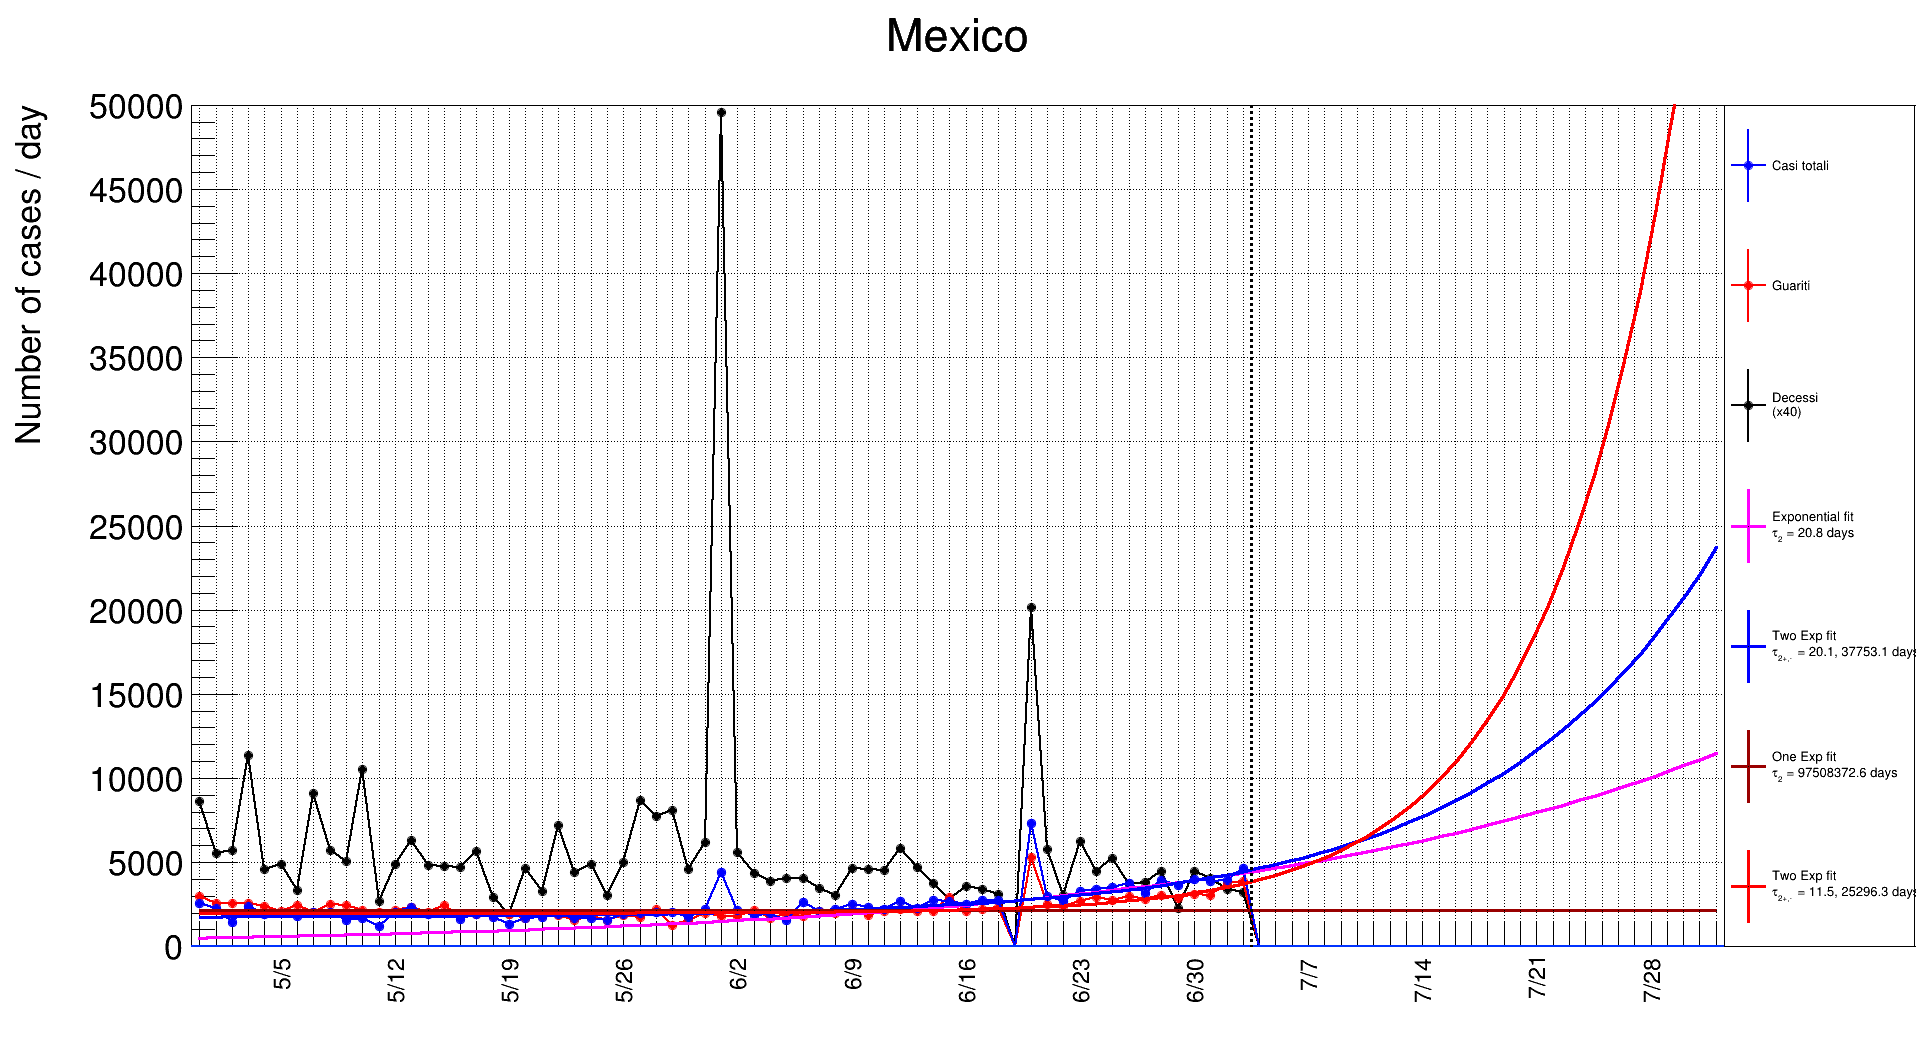 Mexico
Number of cases / day
50000
45000
40000
35000
30000
25000
20000
15000
10000
5000
0
5/5
5/12
5/19
5/26
6/2
6/9
6/16
6/23
6/30
7/7
7/14
7/21
7/28
Casi totali
Guariti
Decessi
(x40)
Exponential fit
τ2 = 20.8 days
Two Exp fit
τ2+,- = 20.1, 37753.1 days
One Exp fit
τ2 = 97508372.6 days
Two Exp fit
τ2+,- = 11.5, 25296.3 days